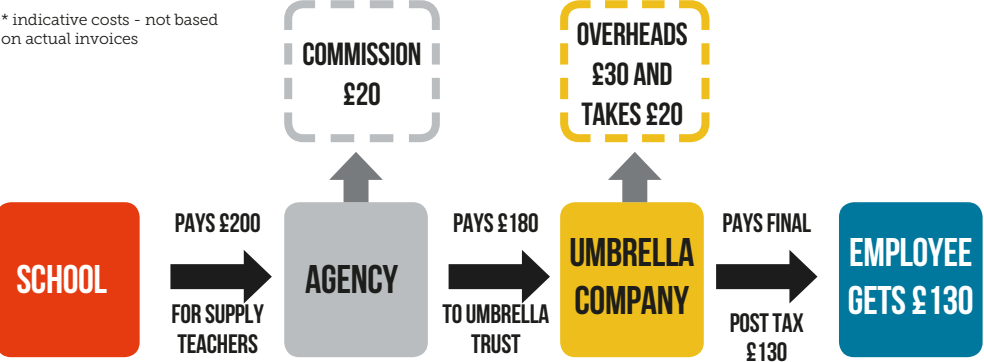 * indicative costs - not based
on actual invoices
COMMISSION
£20
OVERHEADS
£30 AND
TAKES £20
SCHOOL
PAYS £200
FOR SUPPLY
TEACHERS
AGENCY
PAYS £180
TO UMBRELLA
TRUST
UMBRELLA
COMPANY
PAYS FINAL
POST TAX
£130
EMPLOYEE
GETS £130